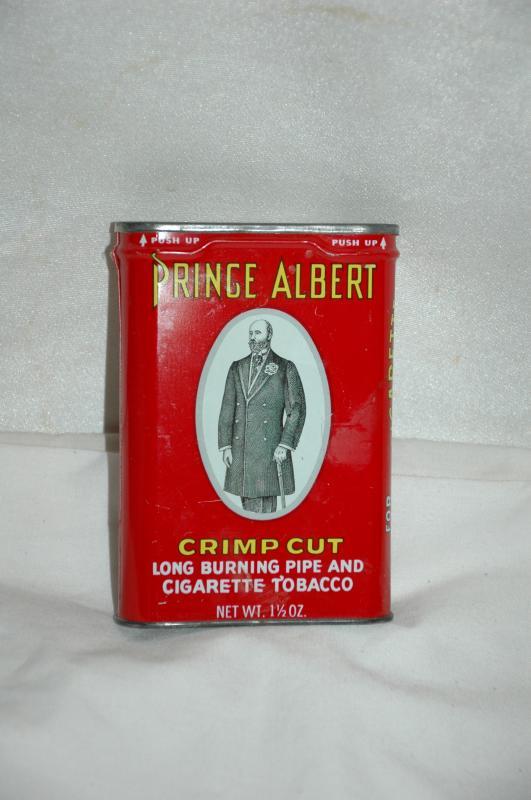 PUSH UP PUSH UP
PRINCE ALBERT
CRIMP CUT
LONG BURNING PIPE AND
CIGARETTE TOBACCO
NET WT. 1½ OZ.
FOR